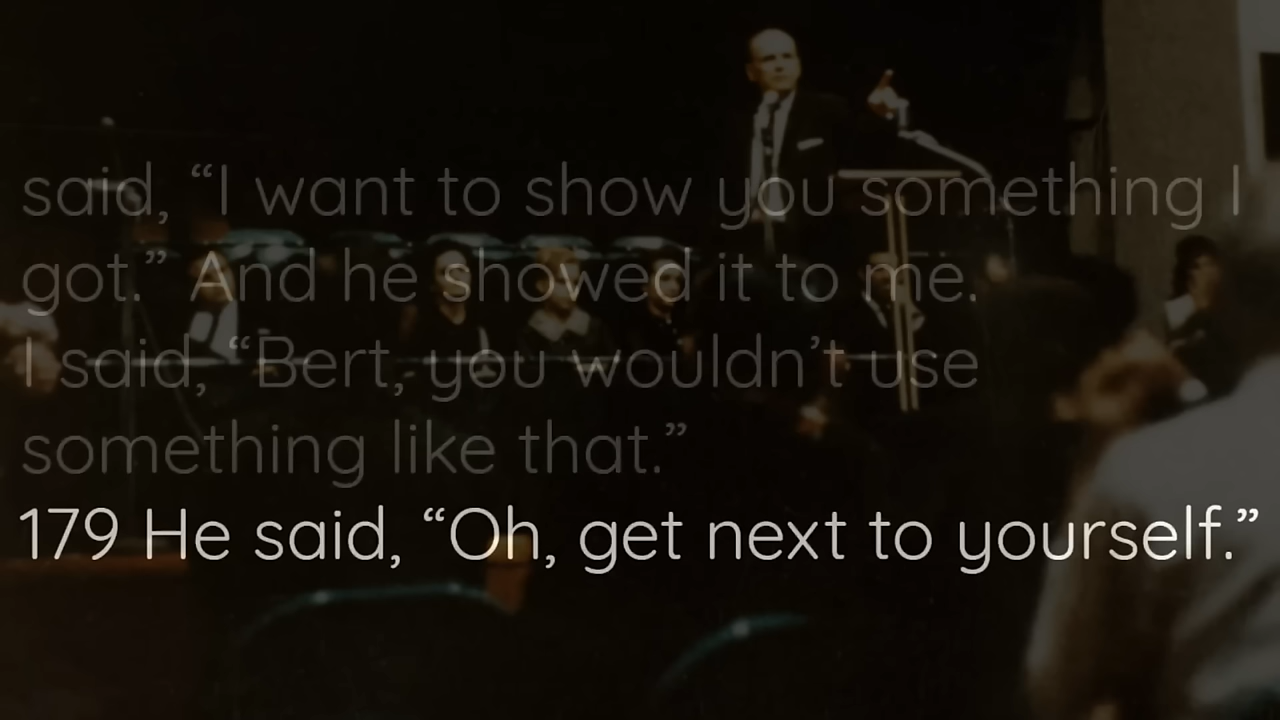 said, “I want to show you something I
got.” And he showed it to me.
I said, “Bert, you wouldn’t use
something like that.”
179 He said, “Oh, get next to yourself.”